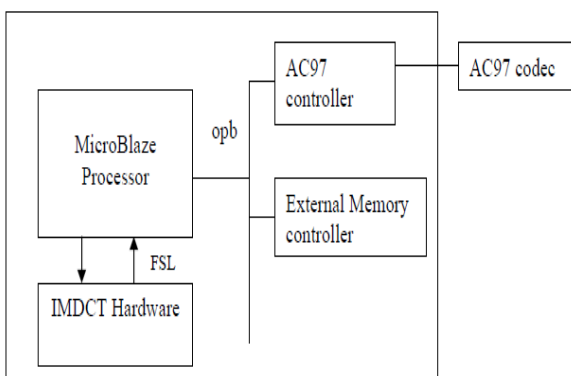 AC97
controller
AC97 codec
opb
MicroBlaze
Processor
External Memory
controller
FSL
IMDCT Hardware